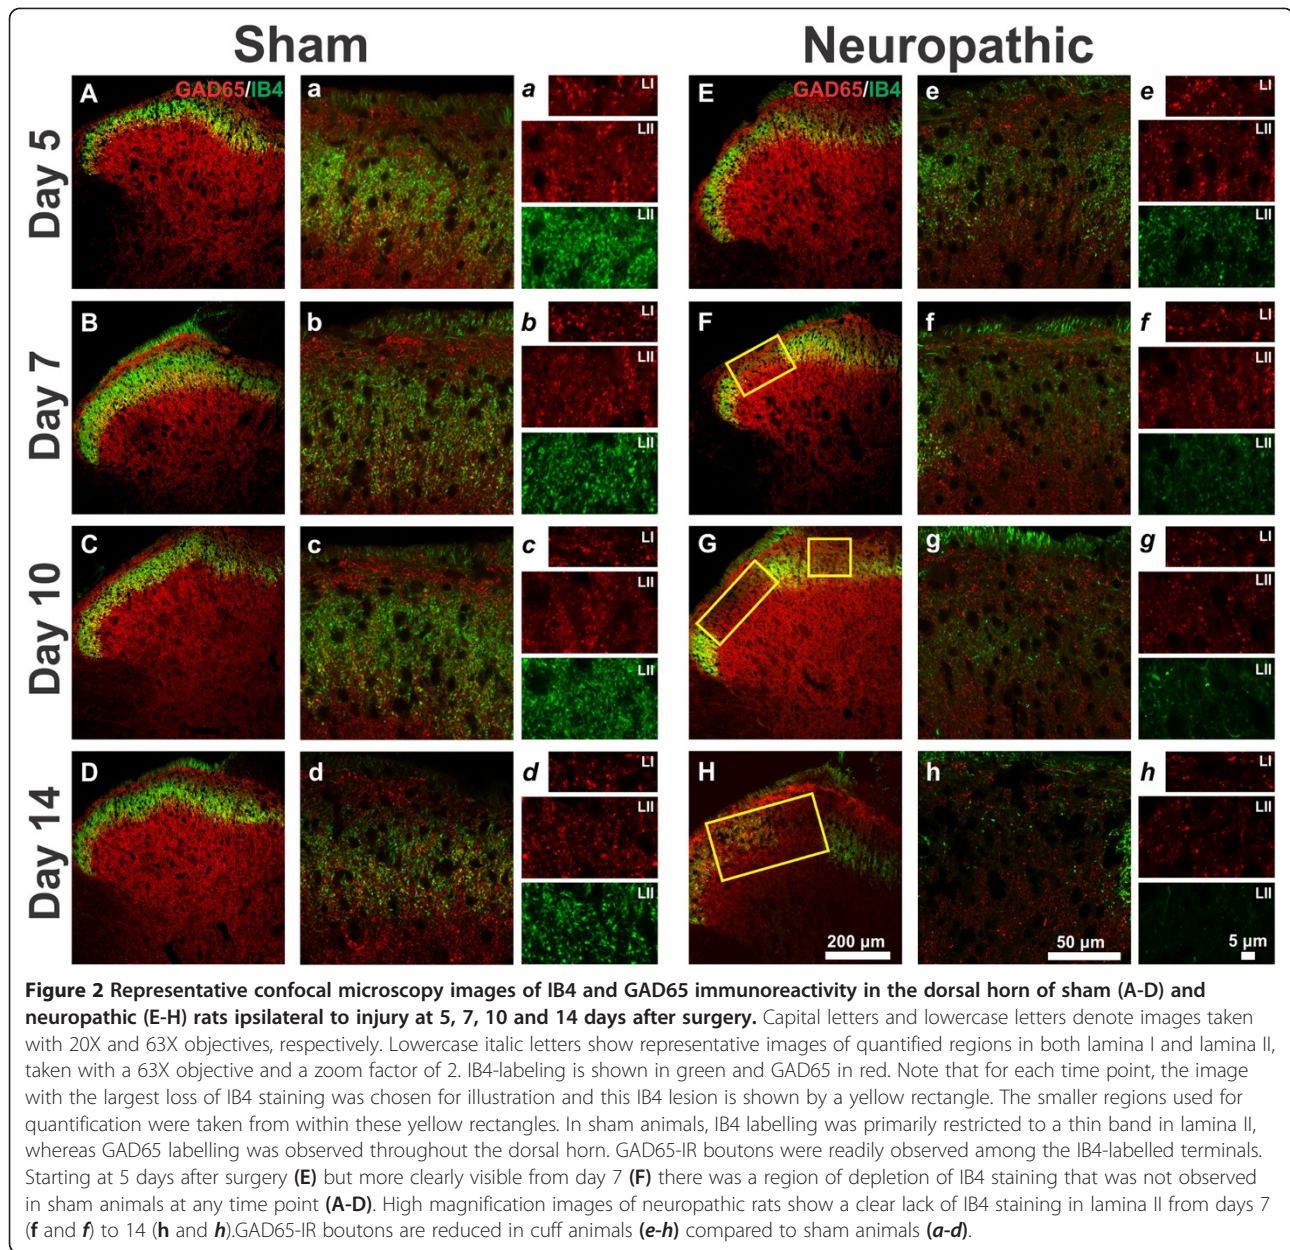 Sham Neuropathic
Day 5
A GAD65/IB4 a a LI LII LII E GAD65/IB4 e e LI LII LII
Day 7
B b b LI LII LII F f f LI LII LII
Day 10
C c c LI LII LII G g g LI LII LII
Day 14
D d d LI LII LII H 200 µm h 50 µm h LI LII LII 5 µm
Figure 2 Representative confocal microscopy images of IB4 and GAD65 immunoreactivity in the dorsal horn of sham (A-D) and
neuropathic (E-H) rats ipsilateral to injury at 5, 7, 10 and 14 days after surgery. Capital letters and lowercase letters denote images taken
with 20X and 63X objectives, respectively. Lowercase italic letters show representative images of quantified regions in both lamina I and lamina II,
taken with a 63X objective and a zoom factor of 2. IB4-labeling is shown in green and GAD65 in red. Note that for each time point, the image
with the largest loss of IB4 staining was chosen for illustration and this IB4 lesion is shown by a yellow rectangle. The smaller regions used for
quantification were taken from within these yellow rectangles. In sham animals, IB4 labelling was primarily restricted to a thin band in lamina II,
whereas GAD65 labelling was observed throughout the dorsal horn. GAD65-IR boutons were readily observed among the IB4-labelled terminals.
Starting at 5 days after surgery (E) but more clearly visible from day 7 (F) there was a region of depletion of IB4 staining that was not observed
in sham animals at any time point (A-D). High magnification images of neuropathic rats show a clear lack of IB4 staining in lamina II from days 7
(f and f) to 14 (h and h).GAD65-IR boutons are reduced in cuff animals (e-h) compared to sham animals (a-d).